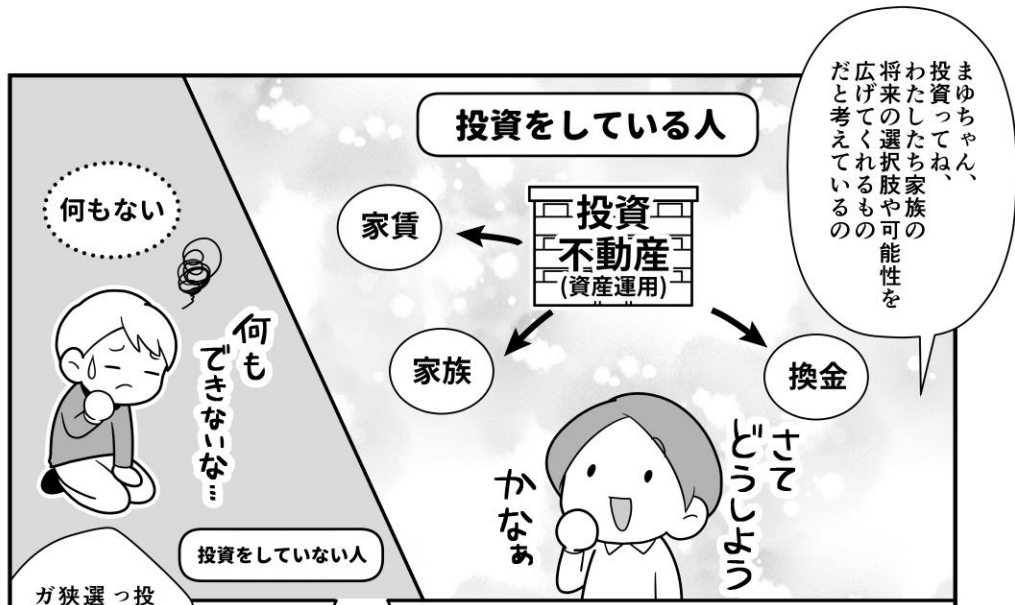 まゆちゃん、
投資ってね、
わたしたち家族の
将来の選択肢や可能性を
広げてくれるもの
だと考えているの
投資をしている人
投資
不動産
(資産運用)
家賃
家族
換金
さて
どうしよう
かなぁ
何もない
何も
できないな…
投資をしていない人
投
っ
選
狭
ガ